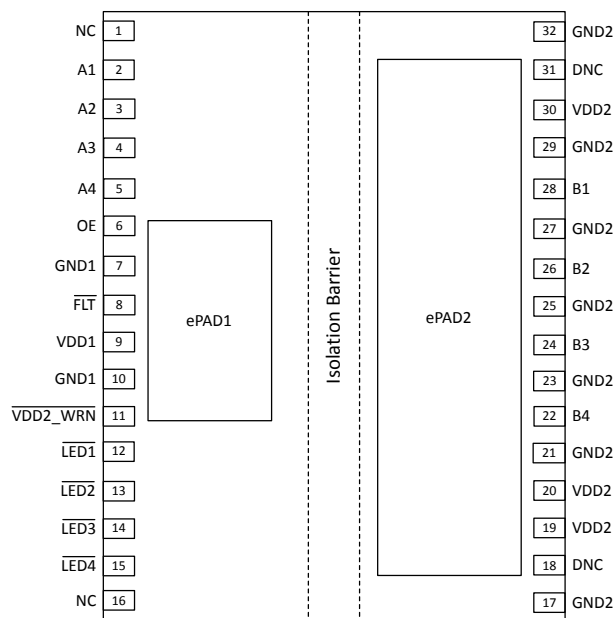 NC 1 32 GND2
A1 2 31 DNC
A2 3 30 VDD2
A3 4 29 GND2
A4 5 28 B1
OE 6 27 GND2
GND1 7 26 B2
FLT 8 25 GND2
VDD1 9 24 B3
GND1 10 23 GND2
VDD2_WRN 11 22 B4
LED1 12 21 GND2
LED2 13 20 VDD2
LED3 14 19 VDD2
LED4 15 18 DNC
NC 16 17 GND2
ePAD1
Isolation Barrier
ePAD2